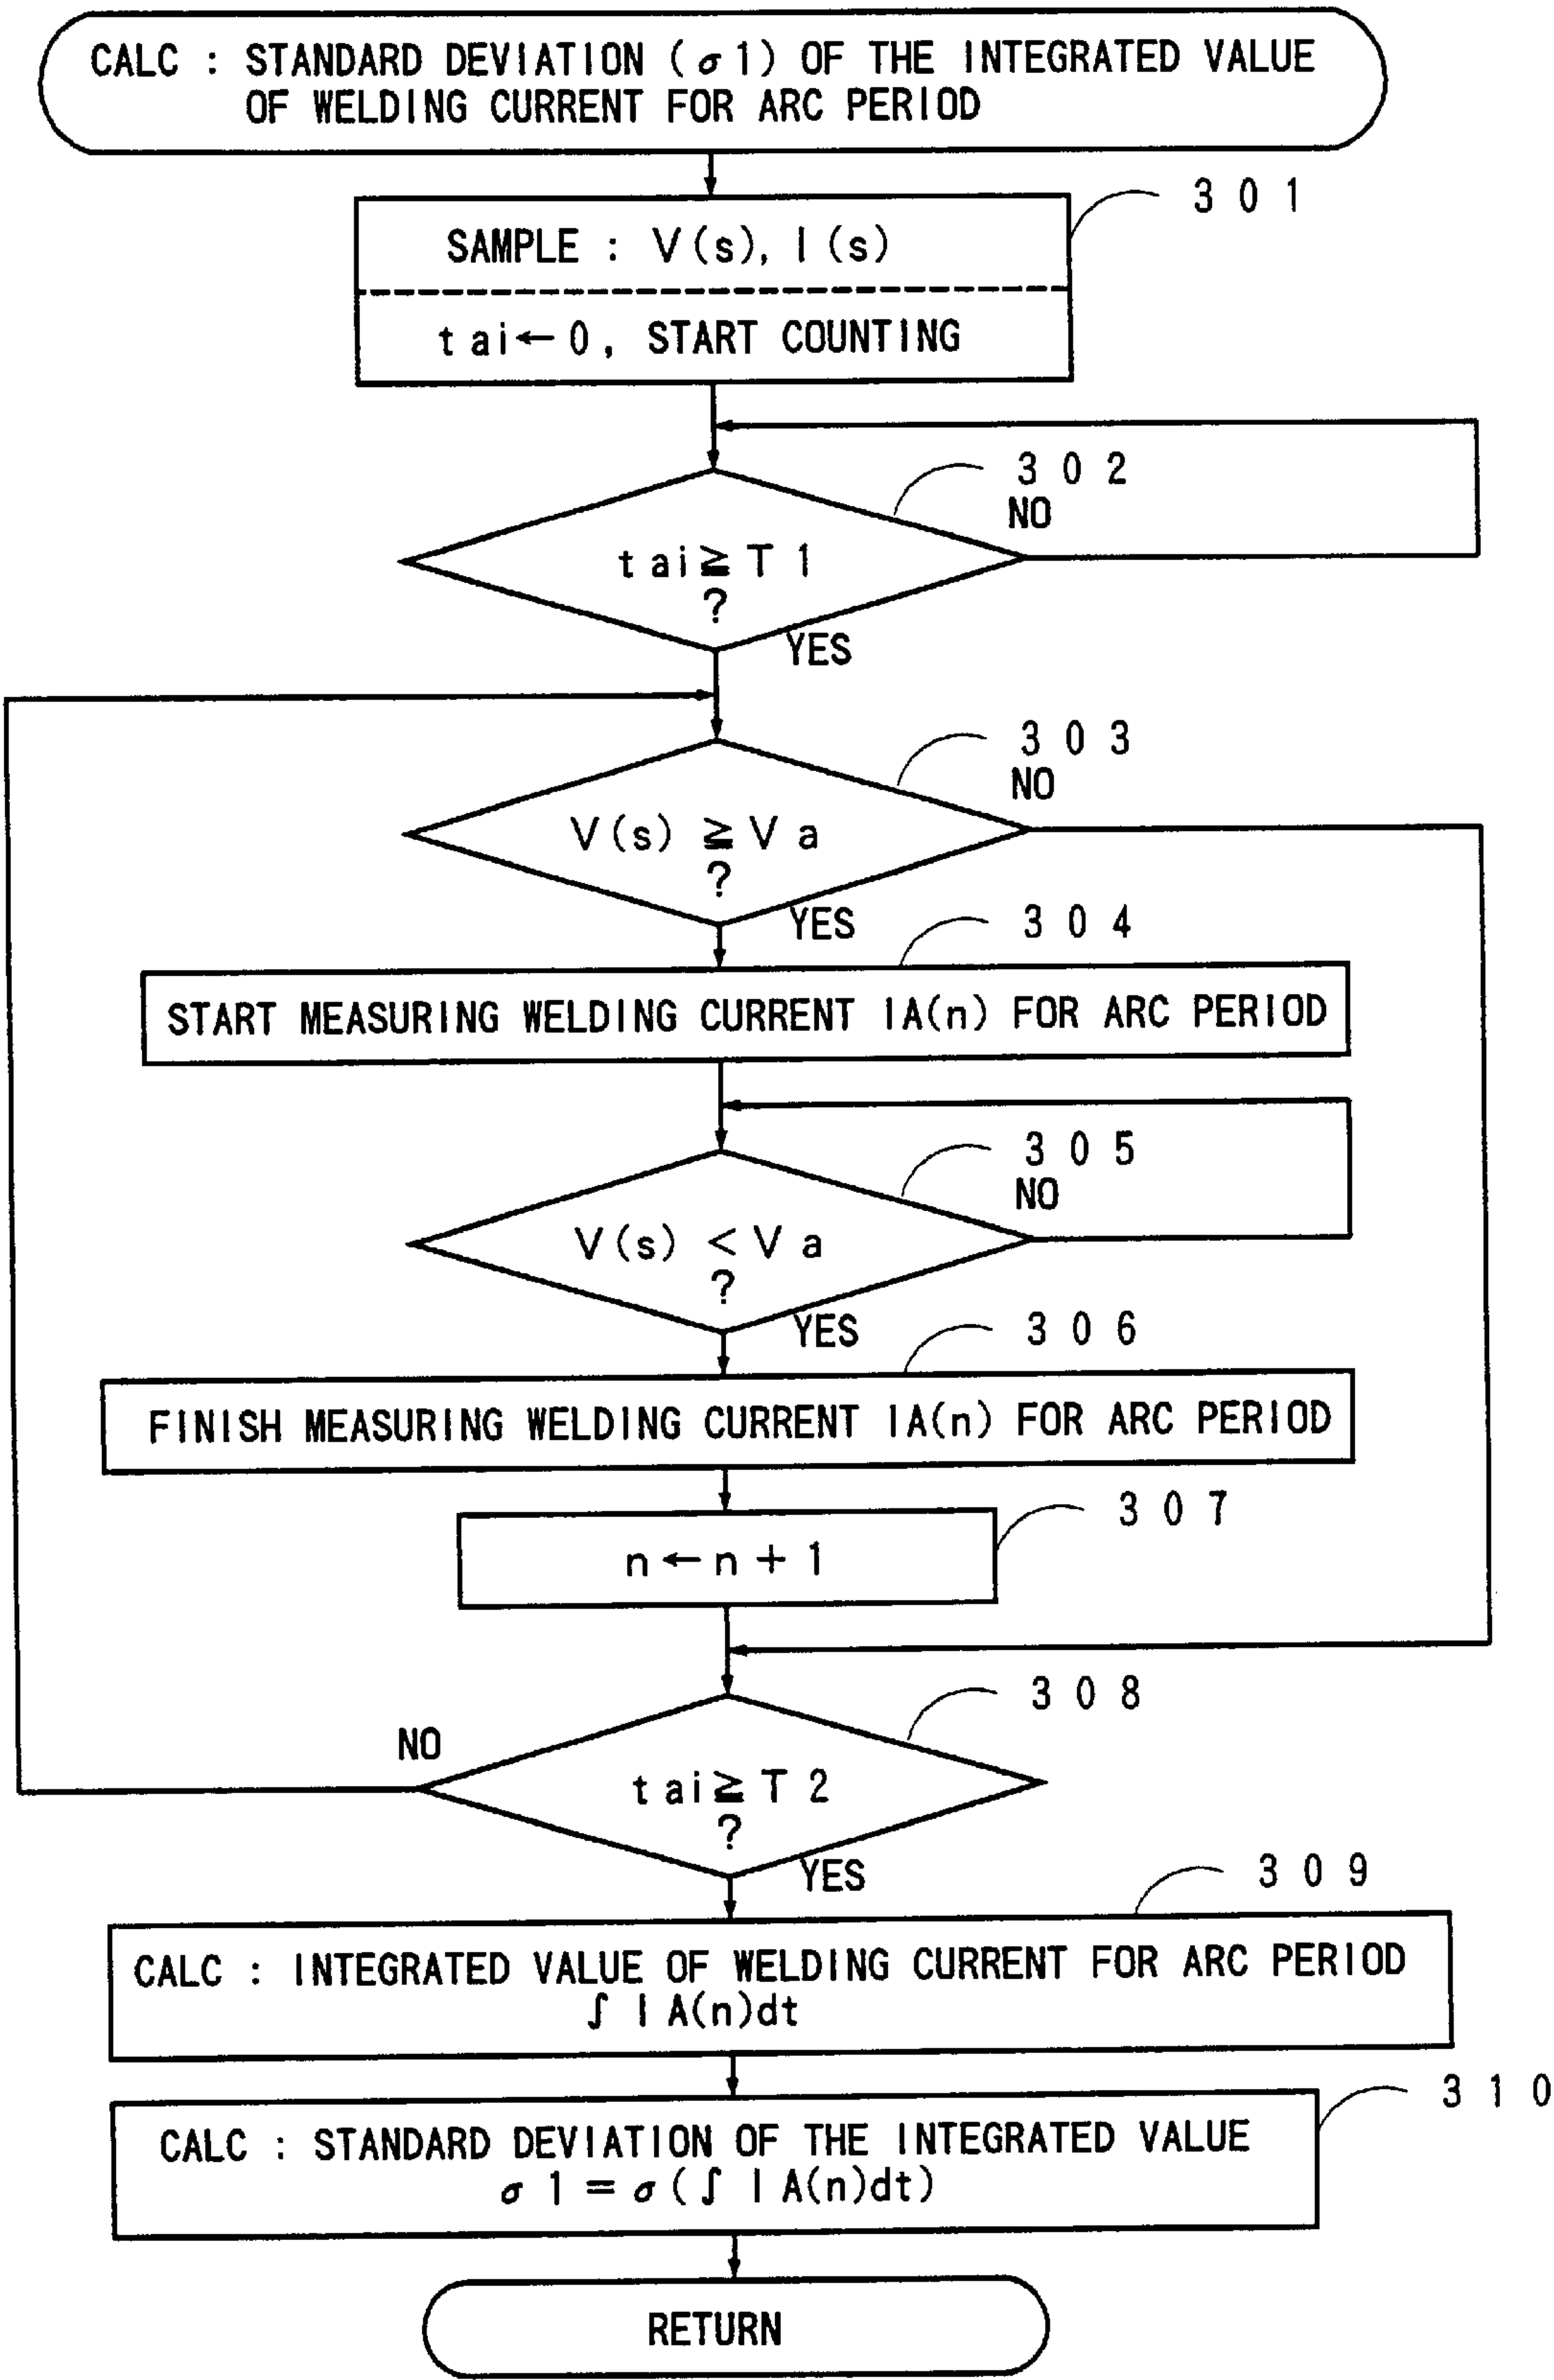 CALC : STANDARD DEVIATION (σ1) OF THE INTEGRATED VALUE
OF WELDING CURRENT FOR ARC PERIOD
301
SAMPLE : V(s), I(s)
tai←0, START COUNTING
302
NO
tai≧T1
?
YES
303
NO
V(s) ≧Va
?
YES
304
START MEASURING WELDING CURRENT IA(n) FOR ARC PERIOD
305
NO
V(s) <Va
?
YES
306
FINISH MEASURING WELDING CURRENT IA(n) FOR ARC PERIOD
307
n←n+1
308
NO
tai≧T2
?
YES
309
CALC : INTEGRATED VALUE OF WELDING CURRENT FOR ARC PERIOD
∫ IA(n)dt
310
CALC : STANDARD DEVIATION OF THE INTEGRATED VALUE
σ1=σ(∫ IA(n)dt)
RETURN